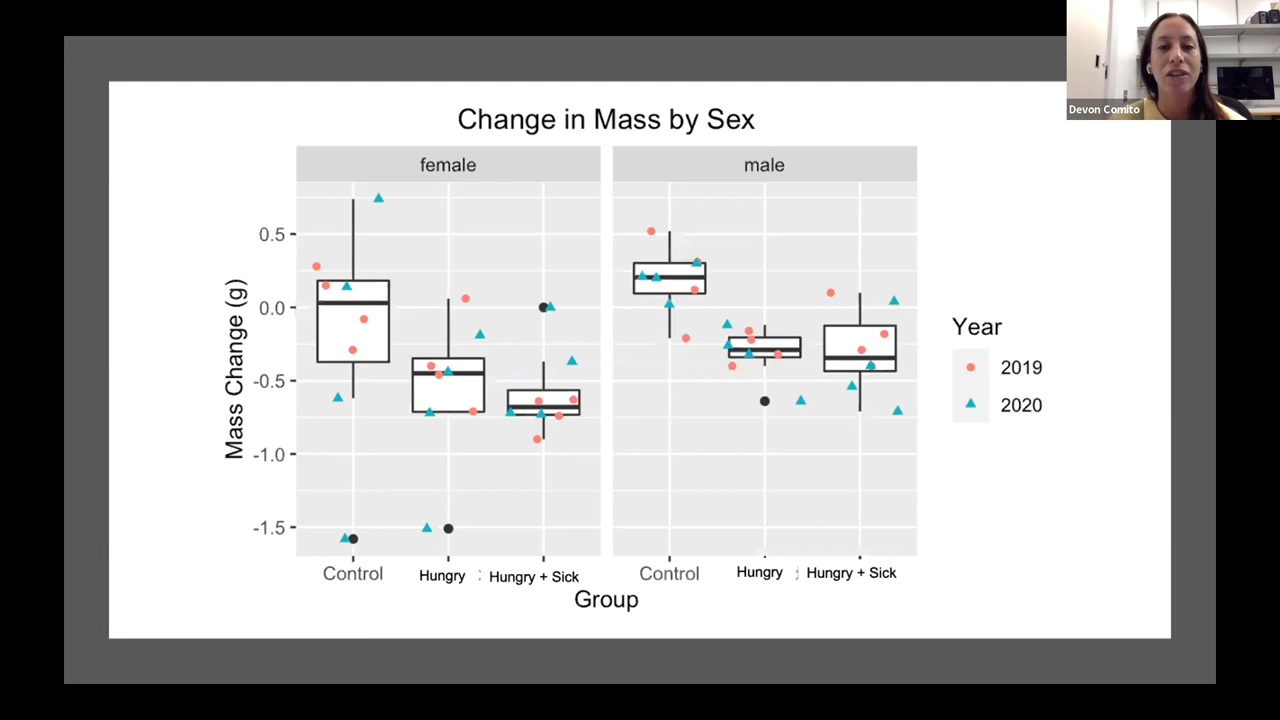 Devon Comito
Change in Mass by Sex
female
male
Mass Change (g)
0.5
0.0
-0.5
-1.0
-1.5
Control
Hungry
Hungry + Sick
Control
Hungry
Hungry + Sick
Group
Year
2019
2020